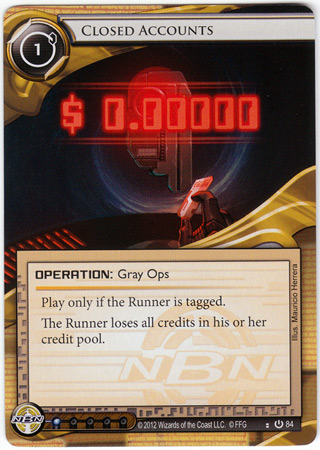 CLOSED ACCOUNTS
1
$ 0.00000
OPERATION: Gray Ops
Play only if the Runner is tagged.
The Runner loses all credits in his or her
credit pool.
NBN
Illus. Mauricio Herrera
NBN
© 2012 Wizards of the Coast LLC. © FFG
84